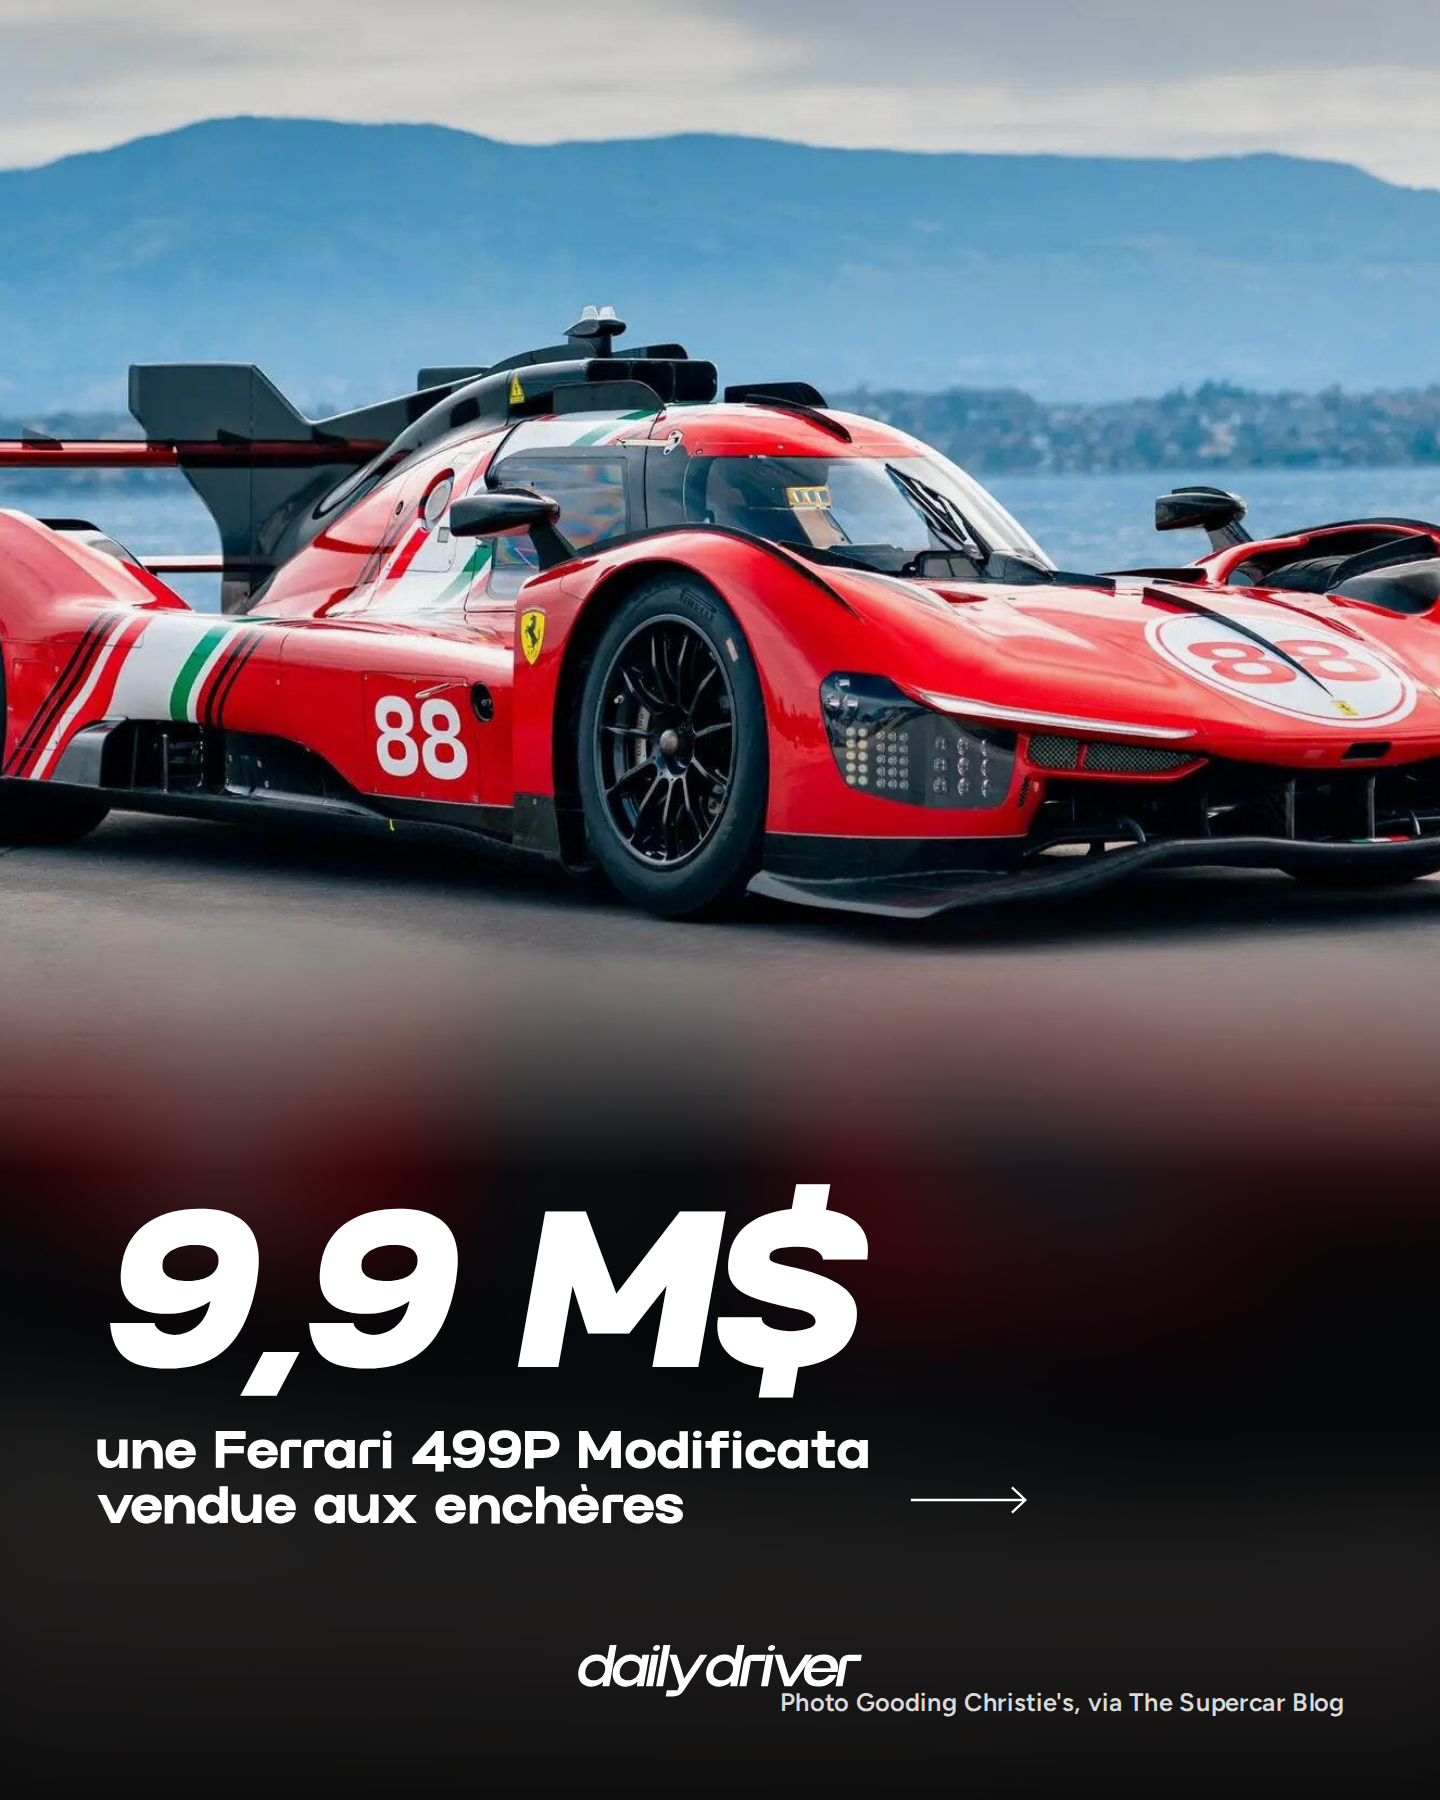 PIRELLI
88
88
9,9 M$
une Ferrari 499P Modificata
vendue aux enchères
dailydriver
Photo Gooding Christie's, via The Supercar Blog